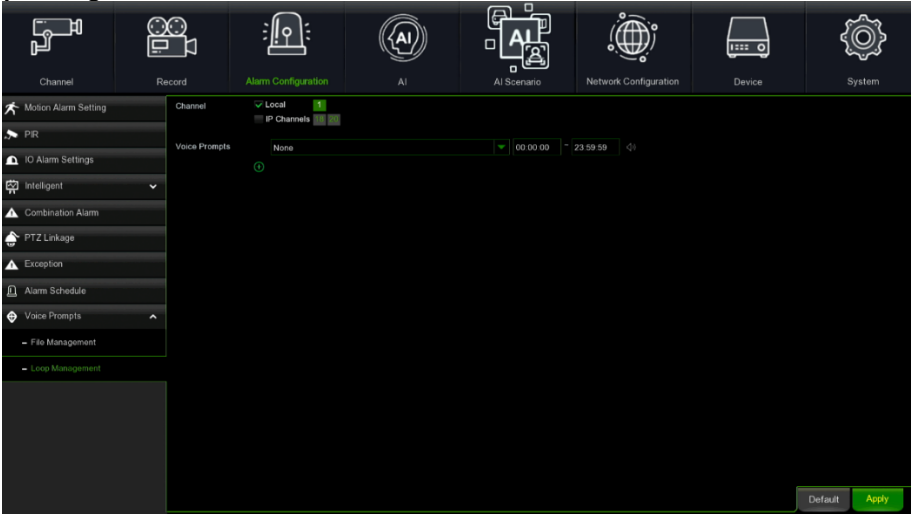 Channel Record Alarm Configuration AI AI Scenario Network Configuration Device System
Motion Alarm Setting
PIR
IO Alarm Settings
Intelligent
Combination Alarm
PTZ Linkage
Exception
Alarm Schedule
Voice Prompts
File Management
Loop Management
Channel Local 1
IP Channels 18 20
Voice Prompts None 00:00:00 - 23:59:59
Default Apply